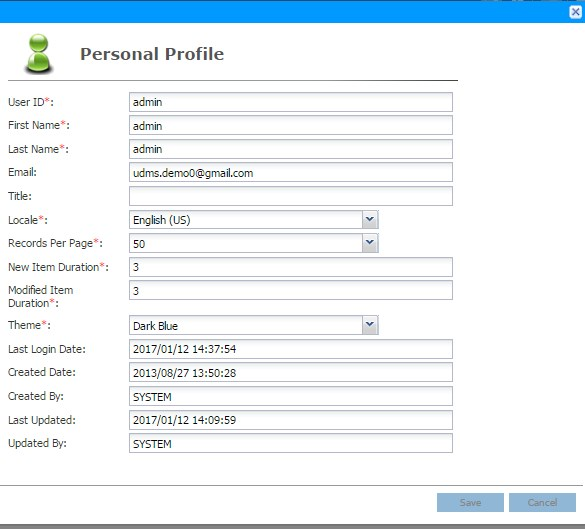 Personal Profile
User ID*: admin
First Name*: admin
Last Name*: admin
Email: udms.demo0@gmail.com
Title:
Locale*: English (US)
Records Per Page*: 50
New Item Duration*: 3
Modified Item
Duration*: 3
Theme*: Dark Blue
Last Login Date: 2017/01/12 14:37:54
Created Date: 2013/08/27 13:50:28
Created By: SYSTEM
Last Updated: 2017/01/12 14:09:59
Updated By: SYSTEM
Save Cancel